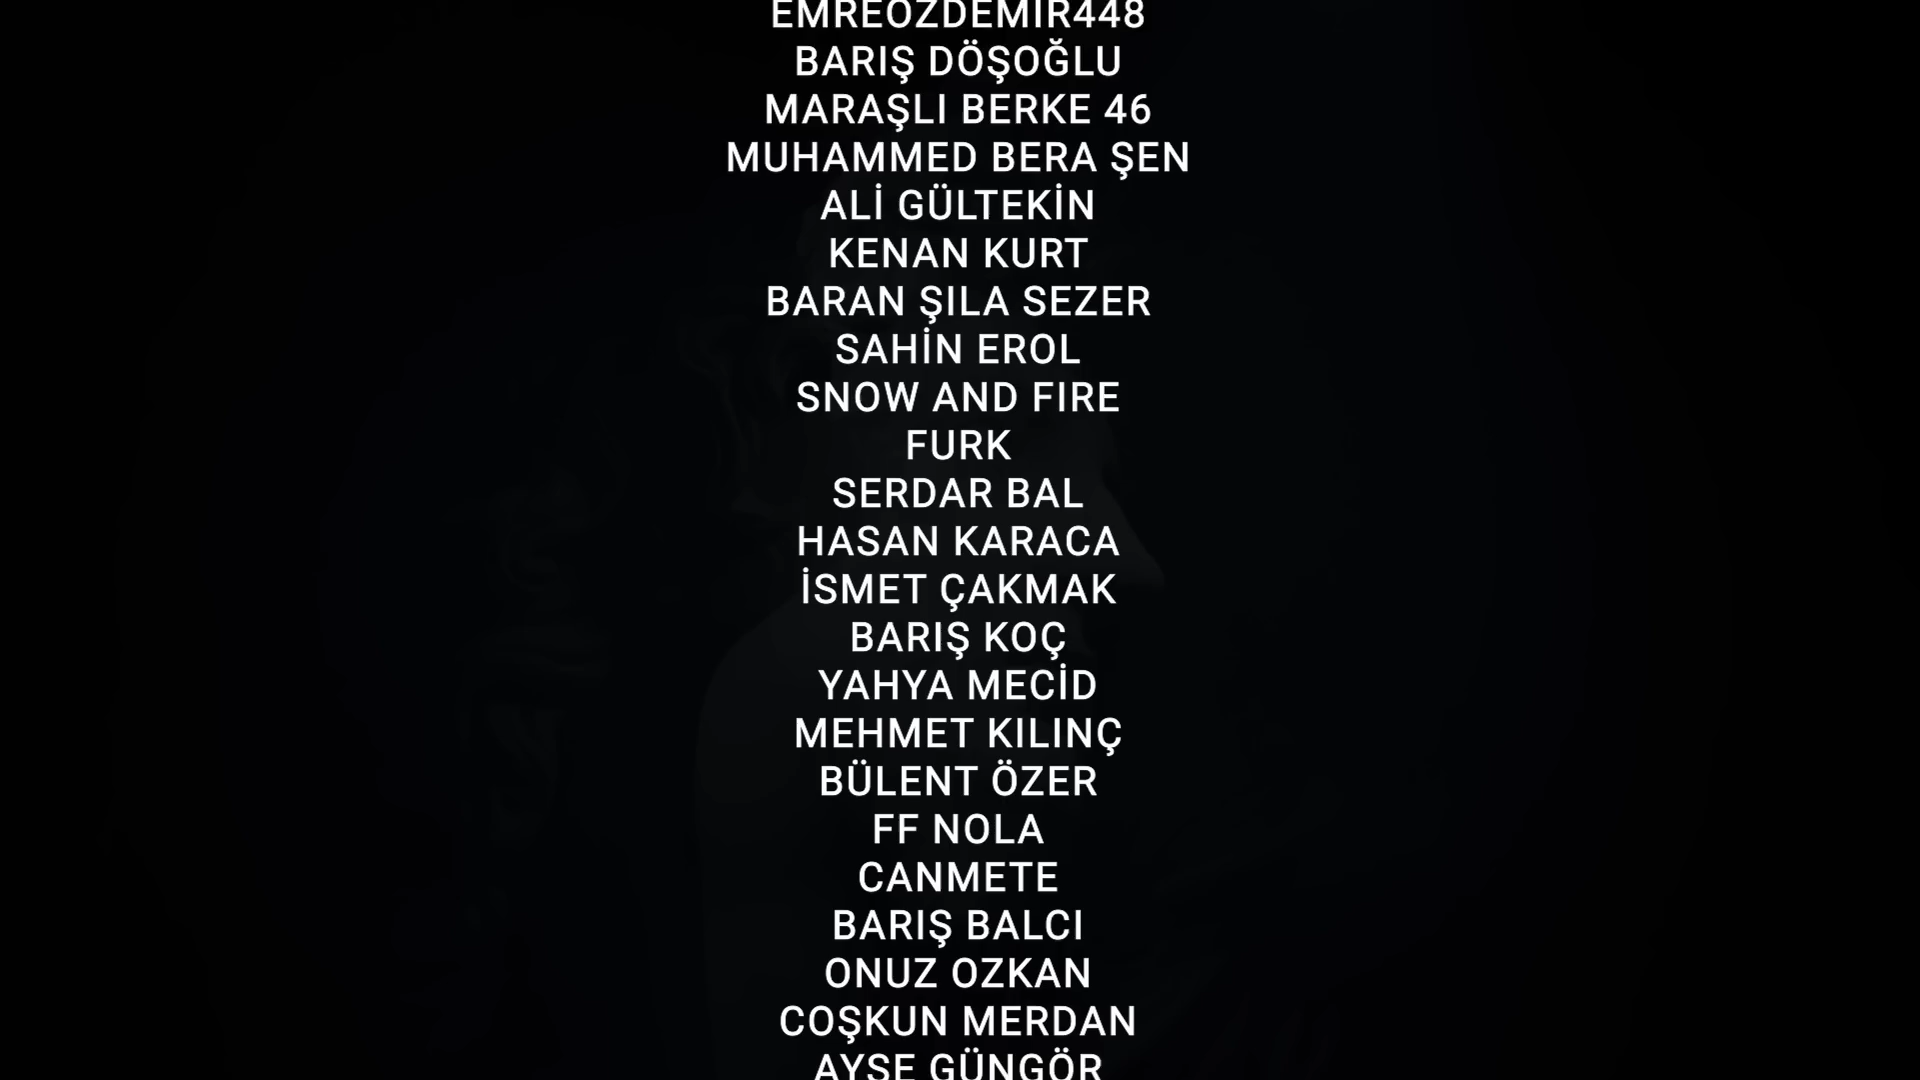 EMREOZDEMIR448
BARIŞ DÖŞOĞLU
MARAŞLI BERKE 46
MUHAMMED BERA ŞEN
ALİ GÜLTEKİN
KENAN KURT
BARAN ŞILA SEZER
SAHİN EROL
SNOW AND FIRE
FURK
SERDAR BAL
HASAN KARACA
İSMET ÇAKMAK
BARIŞ KOÇ
YAHYA MECİD
MEHMET KILINÇ
BÜLENT ÖZER
FF NOLA
CANMETE
BARIŞ BALCI
ONUZ OZKAN
COŞKUN MERDAN
GÜNGÖR